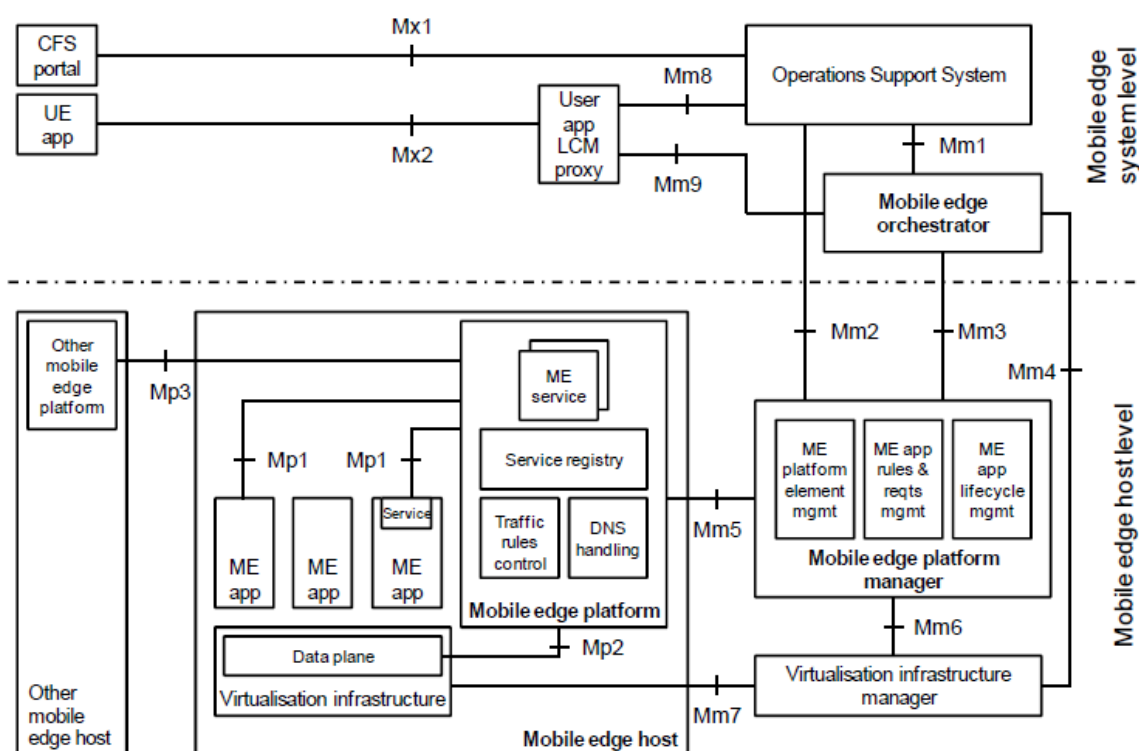 CFS
portal
Mx1
Operations Support System
UE
app
Mx2
User
app
LCM
proxy
Mm8
Mm9
Mm1
Mobile edge
orchestrator
Mobile edge
system level
Other
mobile
edge
platform
Mp3
ME
service
Mm2
Mm3
Mm4
Mp1
Mp1
Service registry
Service
ME
app
ME
app
ME
app
Traffic
rules
control
DNS
handling
Mobile edge platform
Mm5
ME
platform
element
mgmt
ME app
rules &
reqts
mgmt
ME
app
lifecycle
mgmt
Mobile edge platform
manager
Mobile edge host level
Mp2
Mm6
Data plane
Virtualisation infrastructure
Mm7
Virtualisation infrastructure
manager
Other
mobile
edge host
Mobile edge host